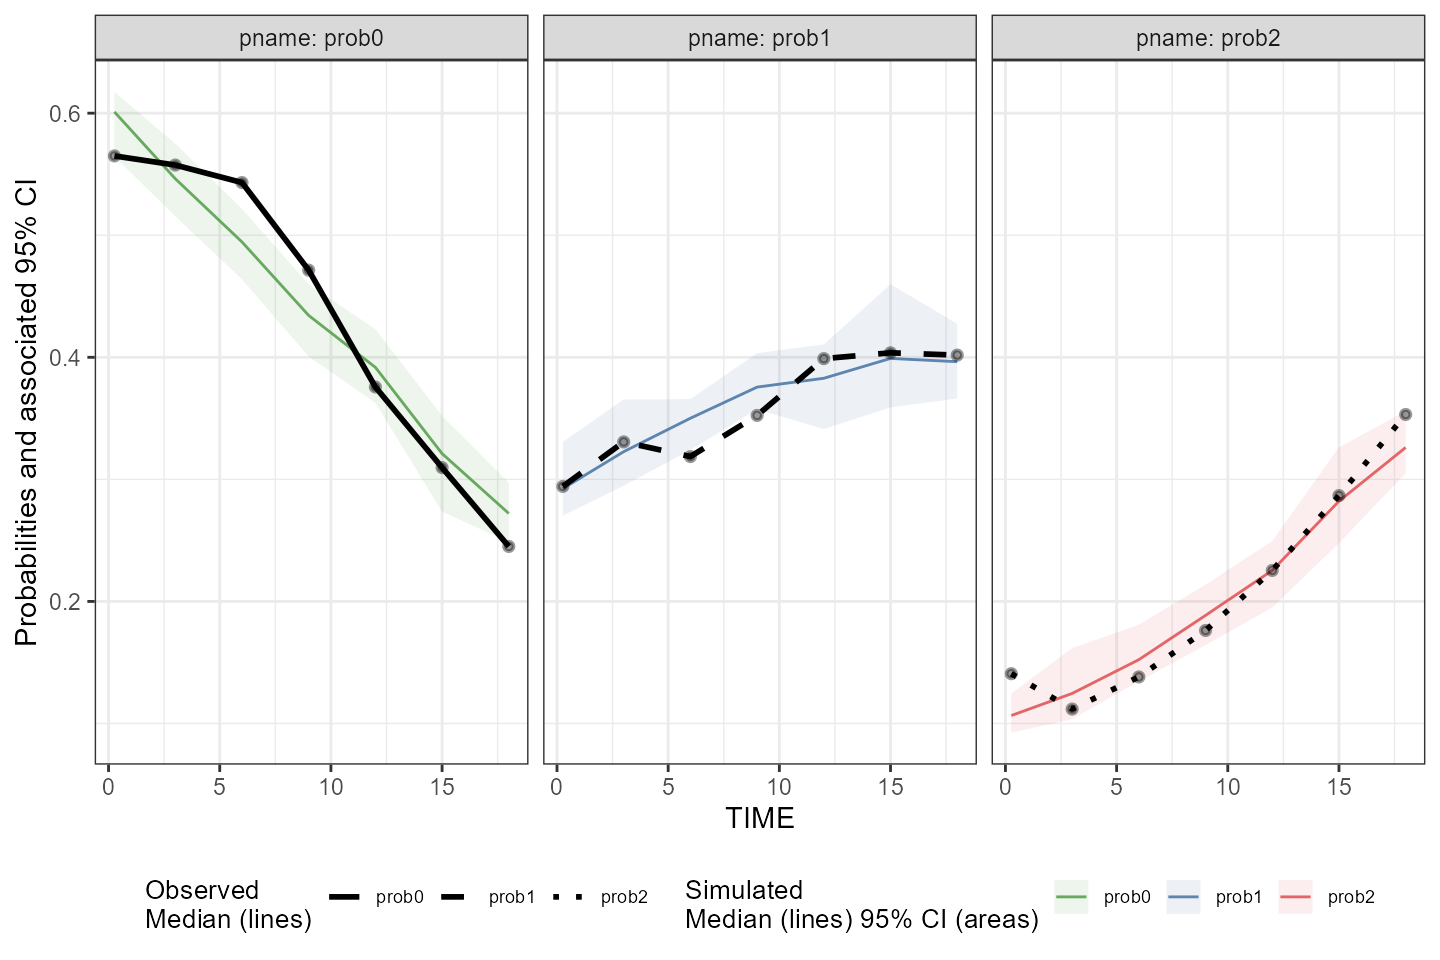 pname: prob0
pname: prob1
pname: prob2
Probabilities and associated 95% CI
0.6
0.4
0.2
0 5 10 15
0 5 10 15
0 5 10 15
TIME
Observed
Median (lines)
prob0 prob1 prob2
Simulated
Median (lines) 95% CI (areas)
prob0 prob1 prob2